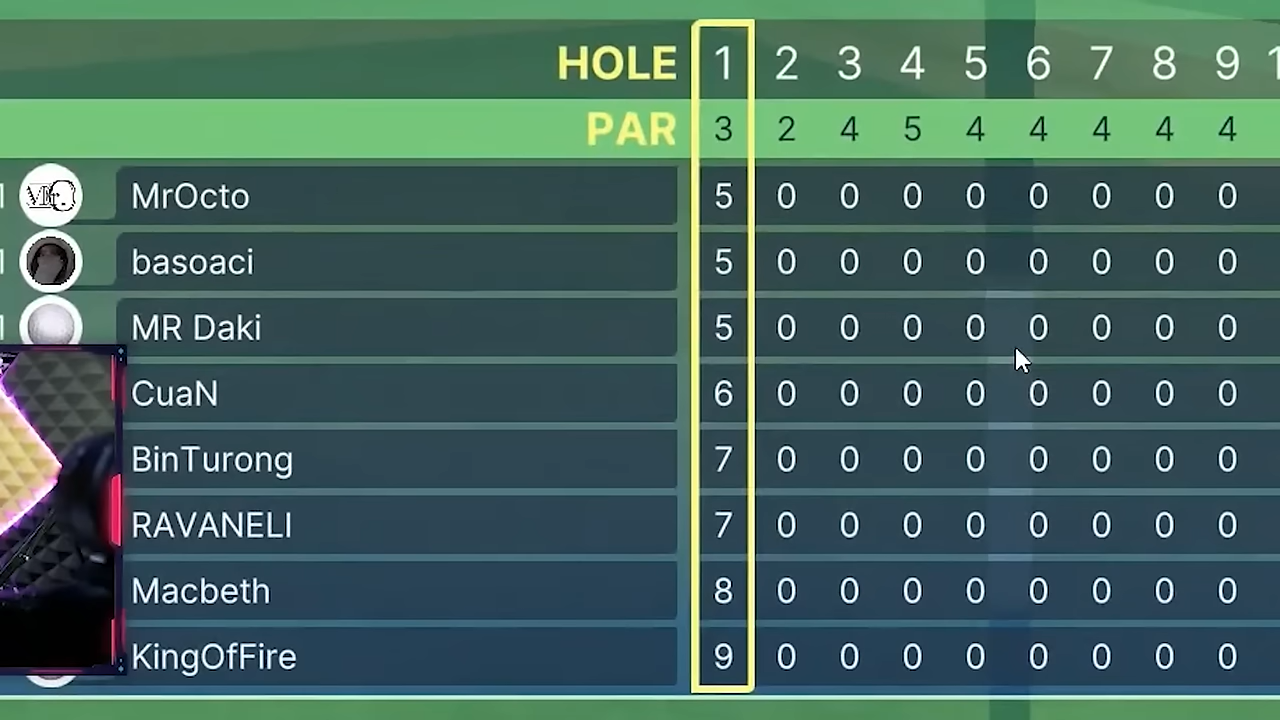 HOLE 1 2 3 4 5 6 7 8 9 1
PAR 3 2 4 5 4 4 4 4 4
MrOcto 5 0 0 0 0 0 0 0 0
basoaci 5 0 0 0 0 0 0 0 0
MR Daki 5 0 0 0 0 0 0 0 0
CuaN 6 0 0 0 0 0 0 0 0
BinTurong 7 0 0 0 0 0 0 0 0
RAVANELI 7 0 0 0 0 0 0 0 0
Macbeth 8 0 0 0 0 0 0 0 0
KingOfFire 9 0 0 0 0 0 0 0 0